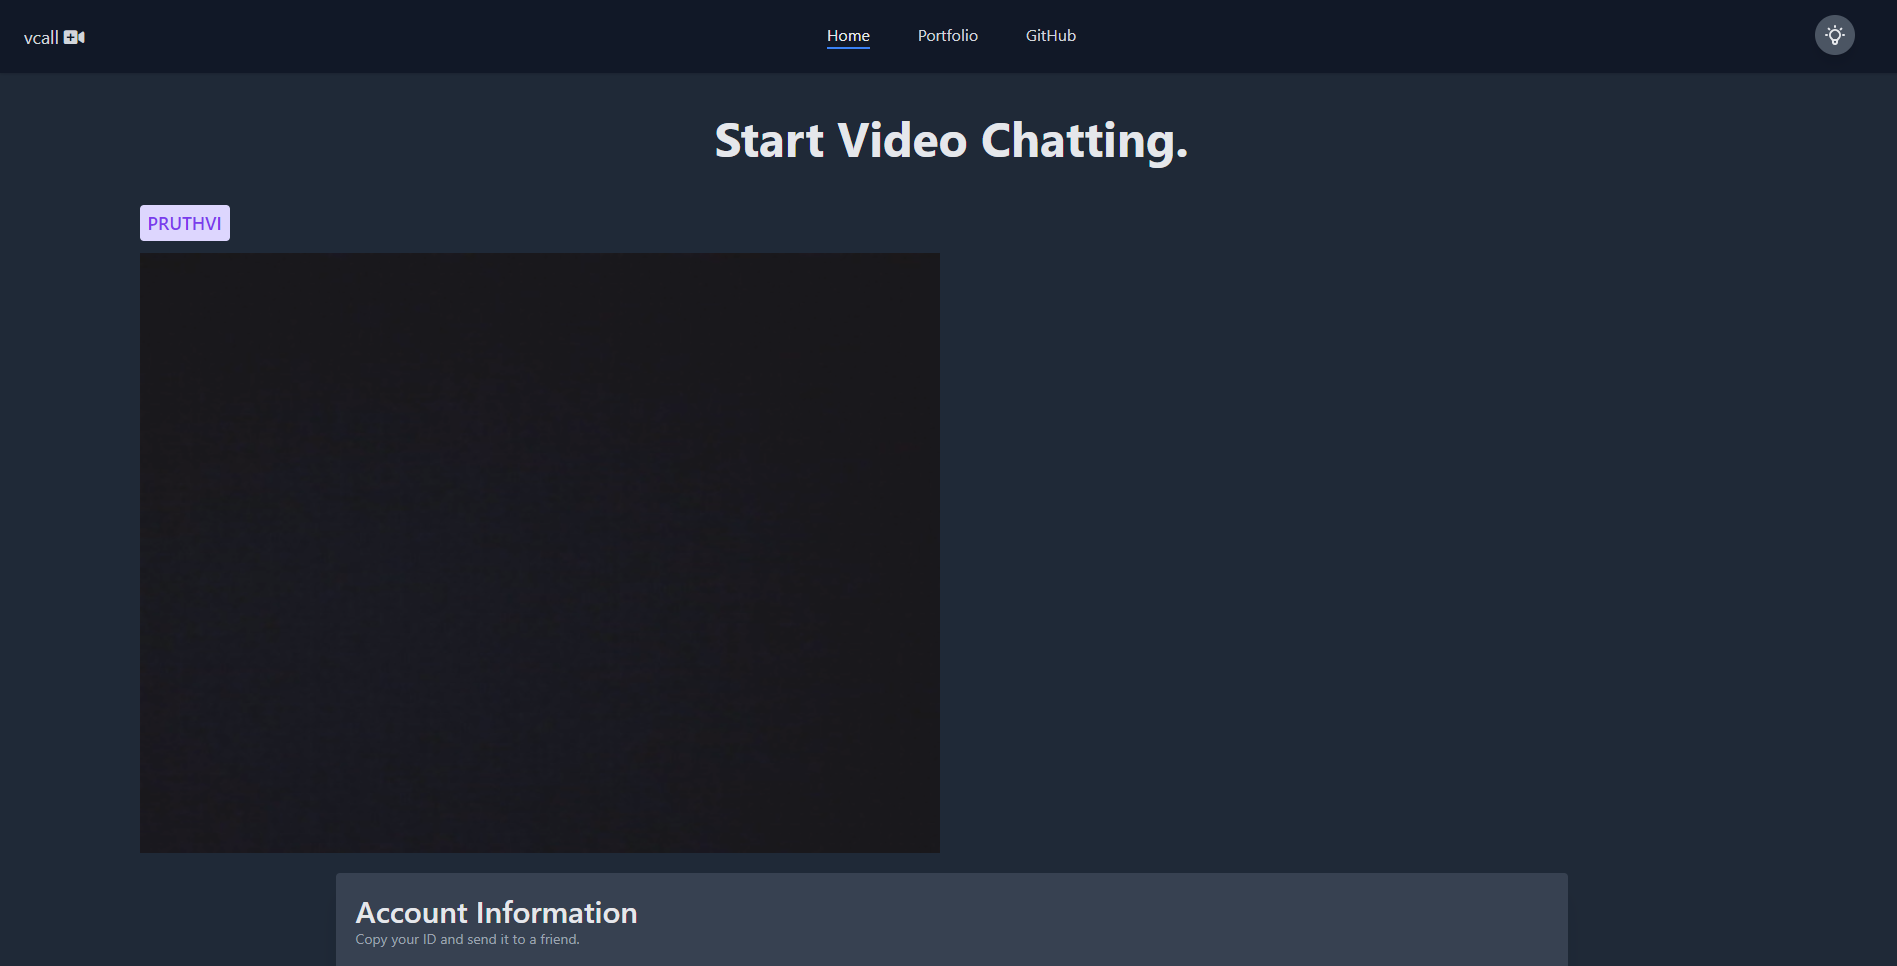 vcall
Home Portfolio GitHub
Start Video Chatting.
PRUTHVI
Account Information
Copy your ID and send it to a friend.